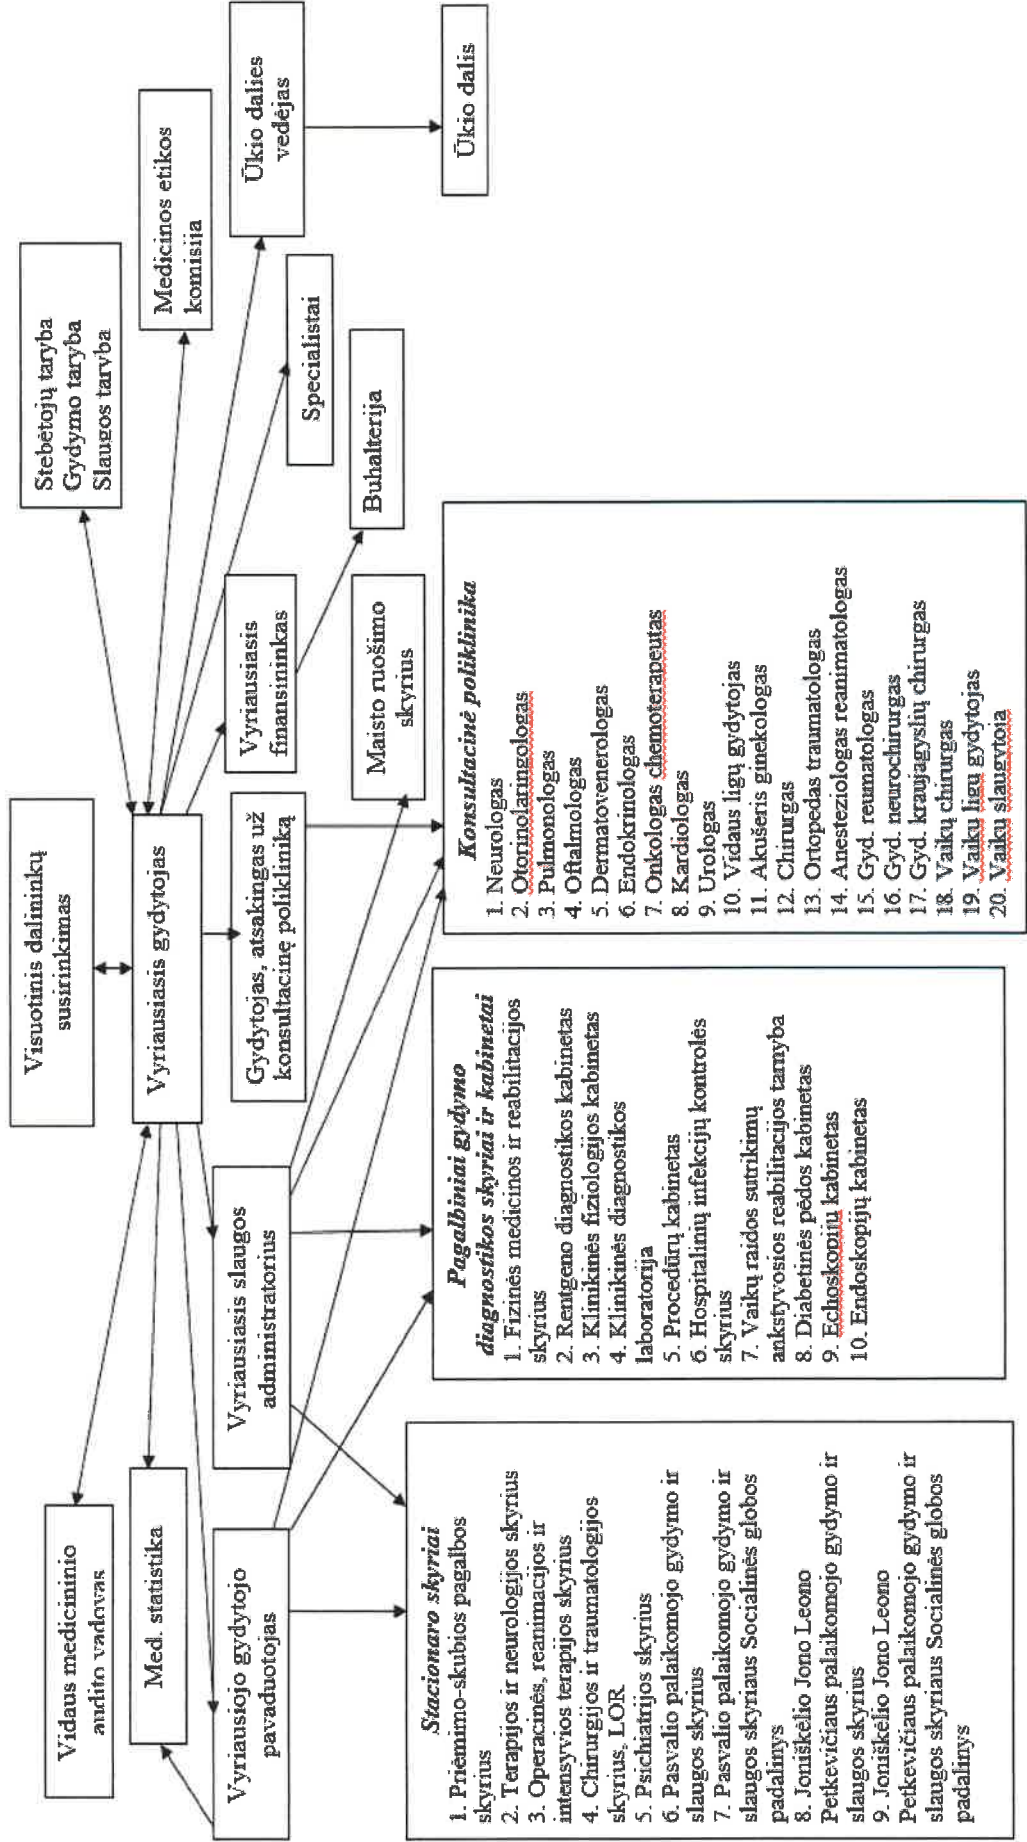 Visuotinis dalininkų
susirinkimas
Stebėtojų taryba
Gydymo taryba
Slaugos taryba
Vidaus medicininio
audito vadovas
Vyriausiasis gydytojas
Medicinos etikos
komisija
Med. statistika
Vyriausiojo gydytojo
pavaduotojas
Vyriausiasis slaugos
administratorius
Gydytojas, atsakingas už
konsultacinę polikliniką
Vyriausiasis
finansininkas
Specialistai
Ūkio dalies
vedėjas
Maisto ruošimo
skyrius
Buhalterija
Ūkio dalis
Stacionaro skyriai
1. Priėmimo-skubios pagalbos
skyrius
2. Terapijos ir neurologijos skyrius
3. Operacinės, reanimacijos ir
intensyvios terapijos skyrius
4. Chirurgijos ir traumatologijos
skyrius, LOR
5. Psichiatrijos skyrius
6. Pasvalio palaikomojo gydymo ir
slaugos skyrius
7. Pasvalio palaikomojo gydymo ir
slaugos skyriaus Socialinės globos
padalinys
8. Joniškėlio Jono Leono
Petkevičiaus palaikomojo gydymo ir
slaugos skyrius
9. Joniškėlio Jono Leono
Petkevičiaus palaikomojo gydymo ir
slaugos skyriaus Socialinės globos
padalinys
Pagalbiniai gydymo
diagnostikos skyriai ir kabinetai
1. Fizinės medicinos ir reabilitacijos
skyrius
2. Rentgeno diagnostikos kabinetas
3. Klinikinės fiziologijos kabinetas
4. Klinikinės diagnostikos
laboratorija
5. Procedūrų kabinetas
6. Hospitalinių infekcijų kontrolės
skyrius
7. Vaikų raidos sutrikimų
ankstyvosios reabilitacijos tarnyba
8. Diabetinės pėdos kabinetas
9. Echoskopijų kabinetas
10. Endoskopijų kabinetas
Konsultacinė poliklinika
1. Neurologas
2. Otorinolaringologas
3. Pulmonologas
4. Oftalmologas
5. Dermatovenerologas
6. Endokrinologas
7. Onkologas chemoterapeutas
8. Kardiologas
9. Urologas
10. Vidaus ligų gydytojas
11. Akušeris ginekologas
12. Chirurgas
13. Ortopedas traumatologas
14. Anesteziologas reanimatologas
15. Gyd. reumatologas
16. Gyd. neurochirurgas
17. Gyd. kraujagyslių chirurgas
18. Vaikų chirurgas
19. Vaikų ligų gydytojas
20. Vaikų slaugytoja